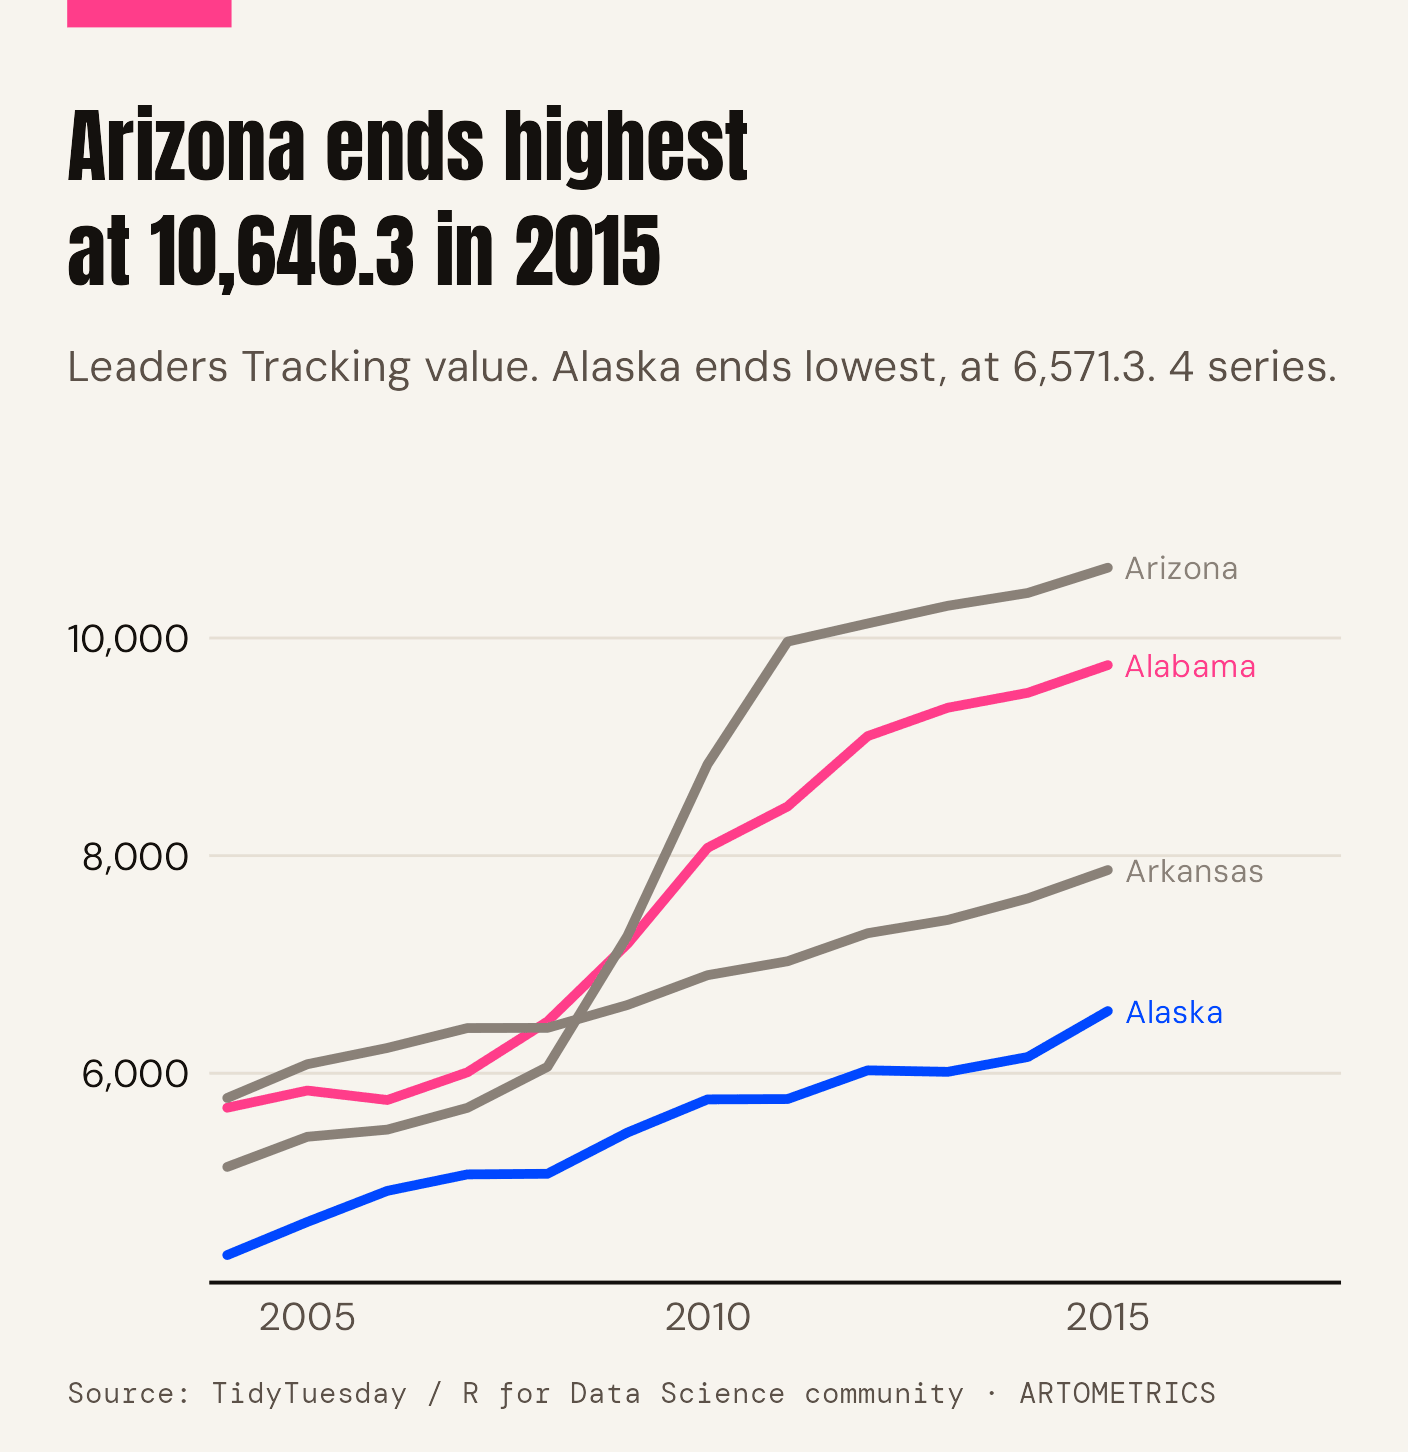 Arizona ends highest
at 10,646.3 in 2015
Leaders Tracking value. Alaska ends lowest, at 6,571.3. 4 series.
Arizona
10,000
Alabama
8,000
Arkansas
Alaska
6,000
2005 2010 2015
Source: TidyTuesday / R for Data Science community · ARTOMETRICS